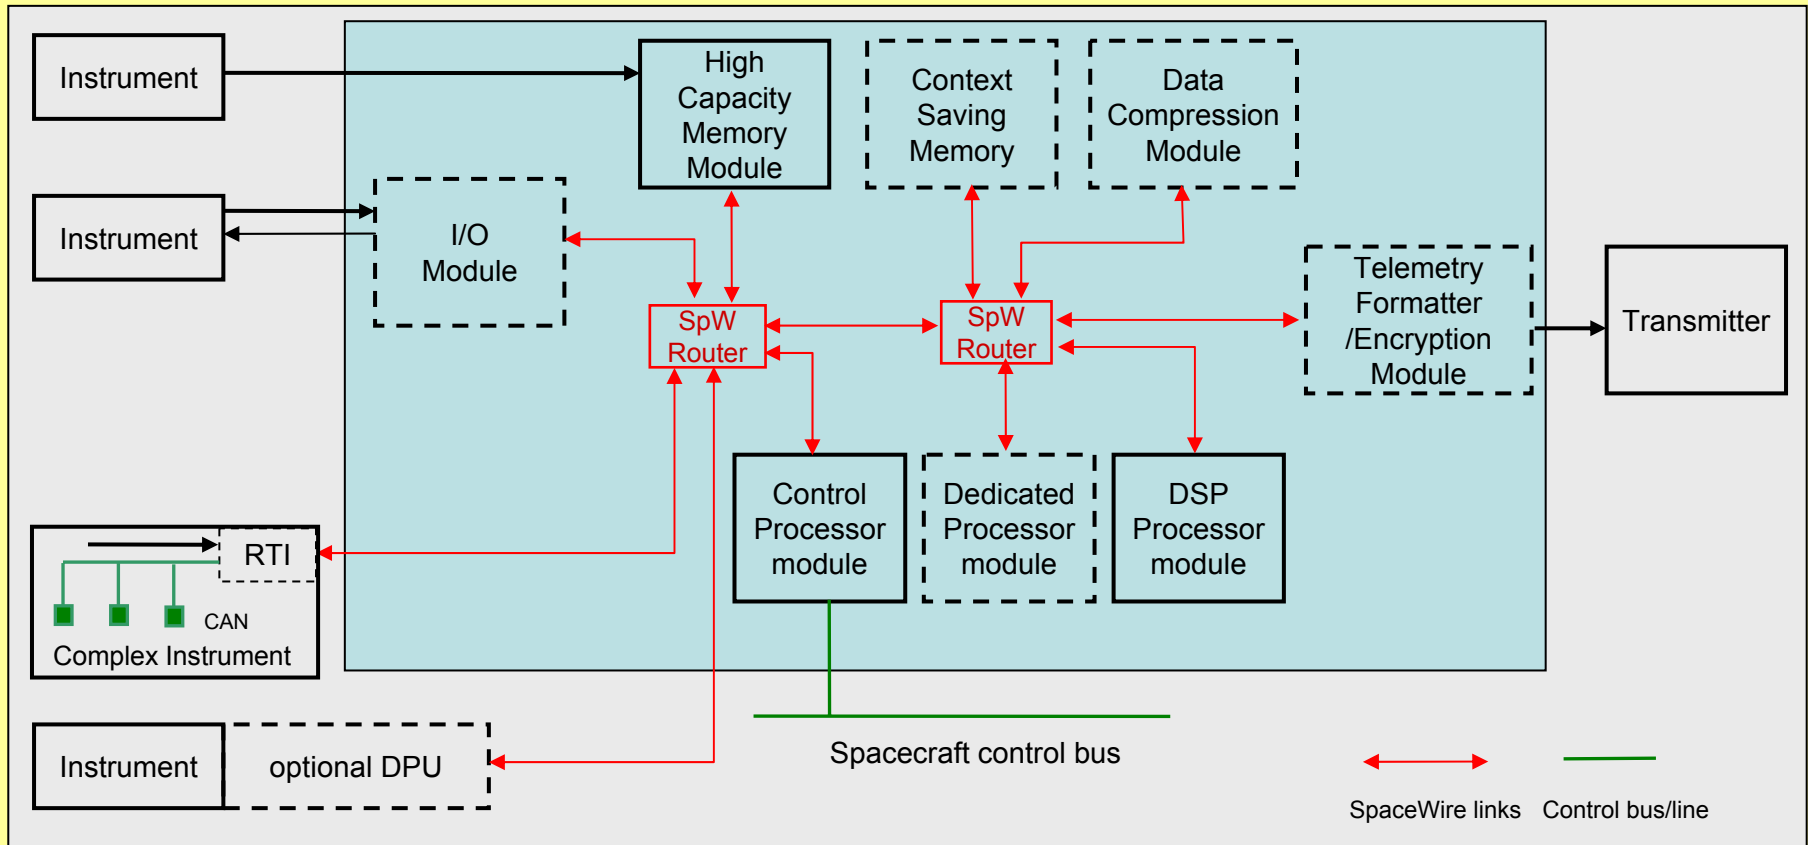 Instrument
High
Capacity
Memory
Module
Context
Saving
Memory
Data
Compression
Module
Instrument
I/O
Module
SpW
Router
SpW
Router
Telemetry
Formatter
/Encryption
Module
Transmitter
Control
Processor
module
Dedicated
Processor
module
DSP
Processor
module
RTI
CAN
Complex Instrument
Instrument
optional DPU
Spacecraft control bus
SpaceWire links
Control bus/line